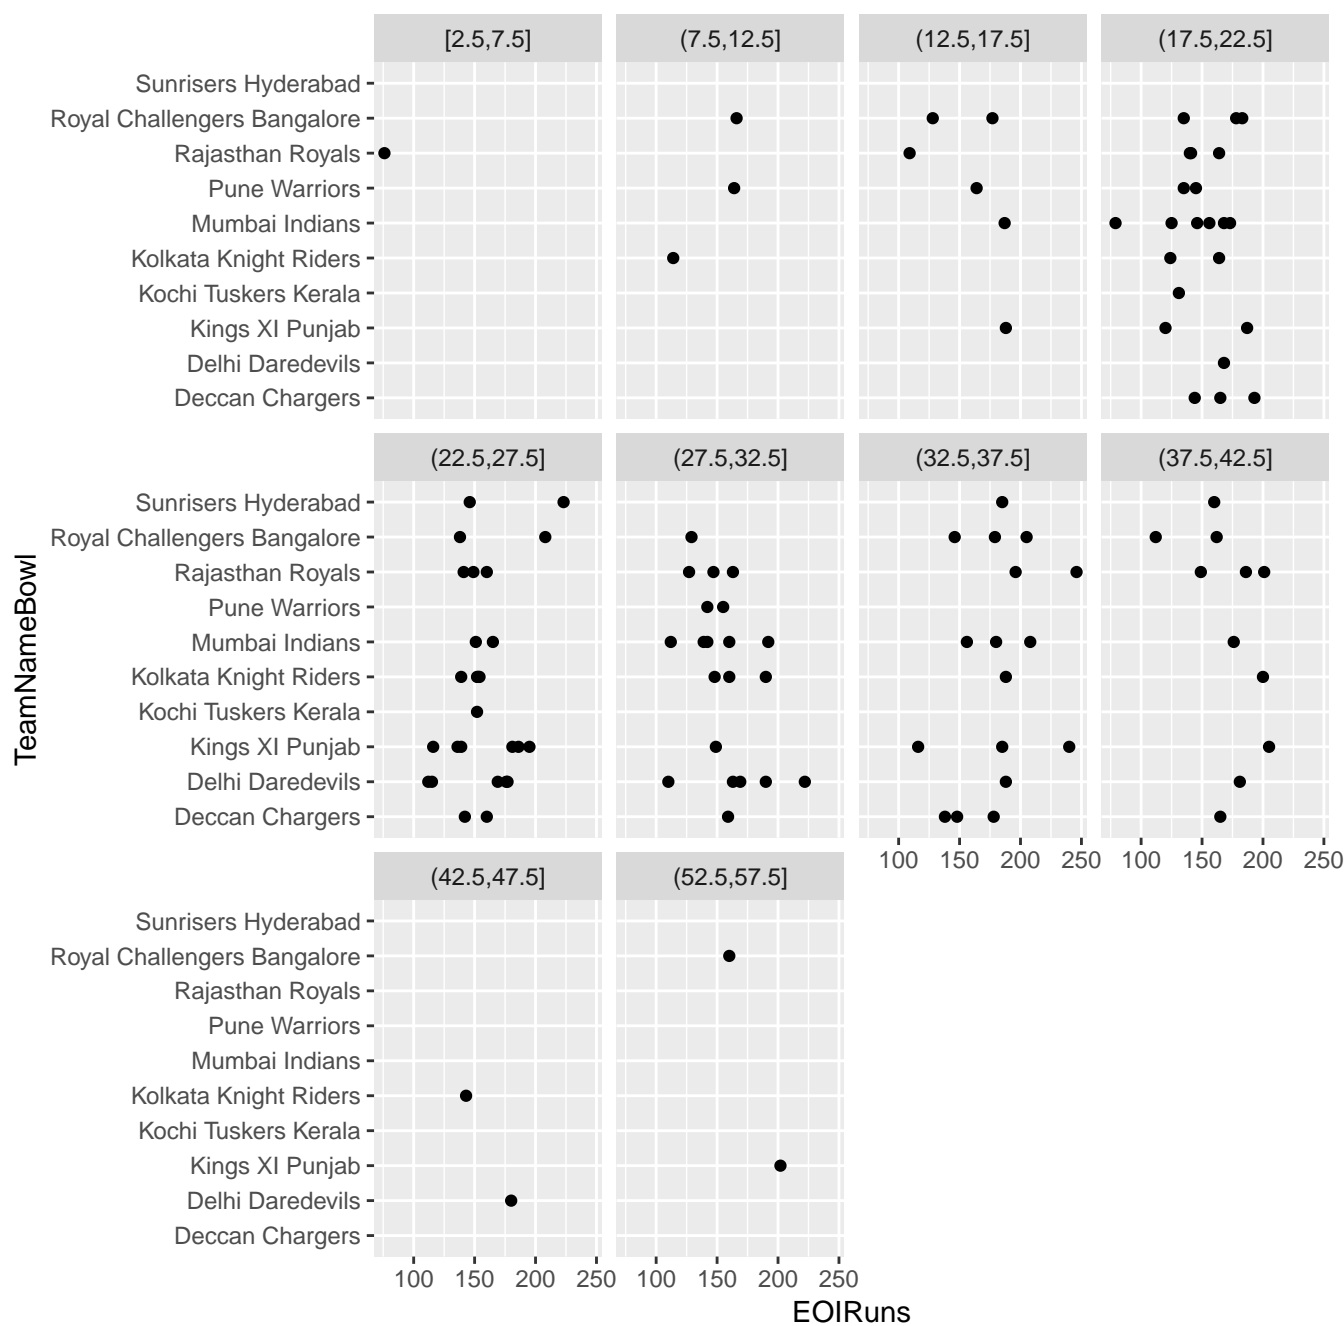 [2.5,7.5] (7.5,12.5] (12.5,17.5] (17.5,22.5]
Sunrisers Hyderabad
Royal Challengers Bangalore
Rajasthan Royals
Pune Warriors
Mumbai Indians
Kolkata Knight Riders
Kochi Tuskers Kerala
Kings XI Punjab
Delhi Daredevils
Deccan Chargers
(22.5,27.5] (27.5,32.5] (32.5,37.5] (37.5,42.5]
Sunrisers Hyderabad
Royal Challengers Bangalore
Rajasthan Royals
Pune Warriors
Mumbai Indians
Kolkata Knight Riders
Kochi Tuskers Kerala
Kings XI Punjab
Delhi Daredevils
Deccan Chargers
TeamNameBowl
100 150 200 250 100 150 200 250
(42.5,47.5] (52.5,57.5]
Sunrisers Hyderabad
Royal Challengers Bangalore
Rajasthan Royals
Pune Warriors
Mumbai Indians
Kolkata Knight Riders
Kochi Tuskers Kerala
Kings XI Punjab
Delhi Daredevils
Deccan Chargers
100 150 200 250 100 150 200 250
EOIRuns